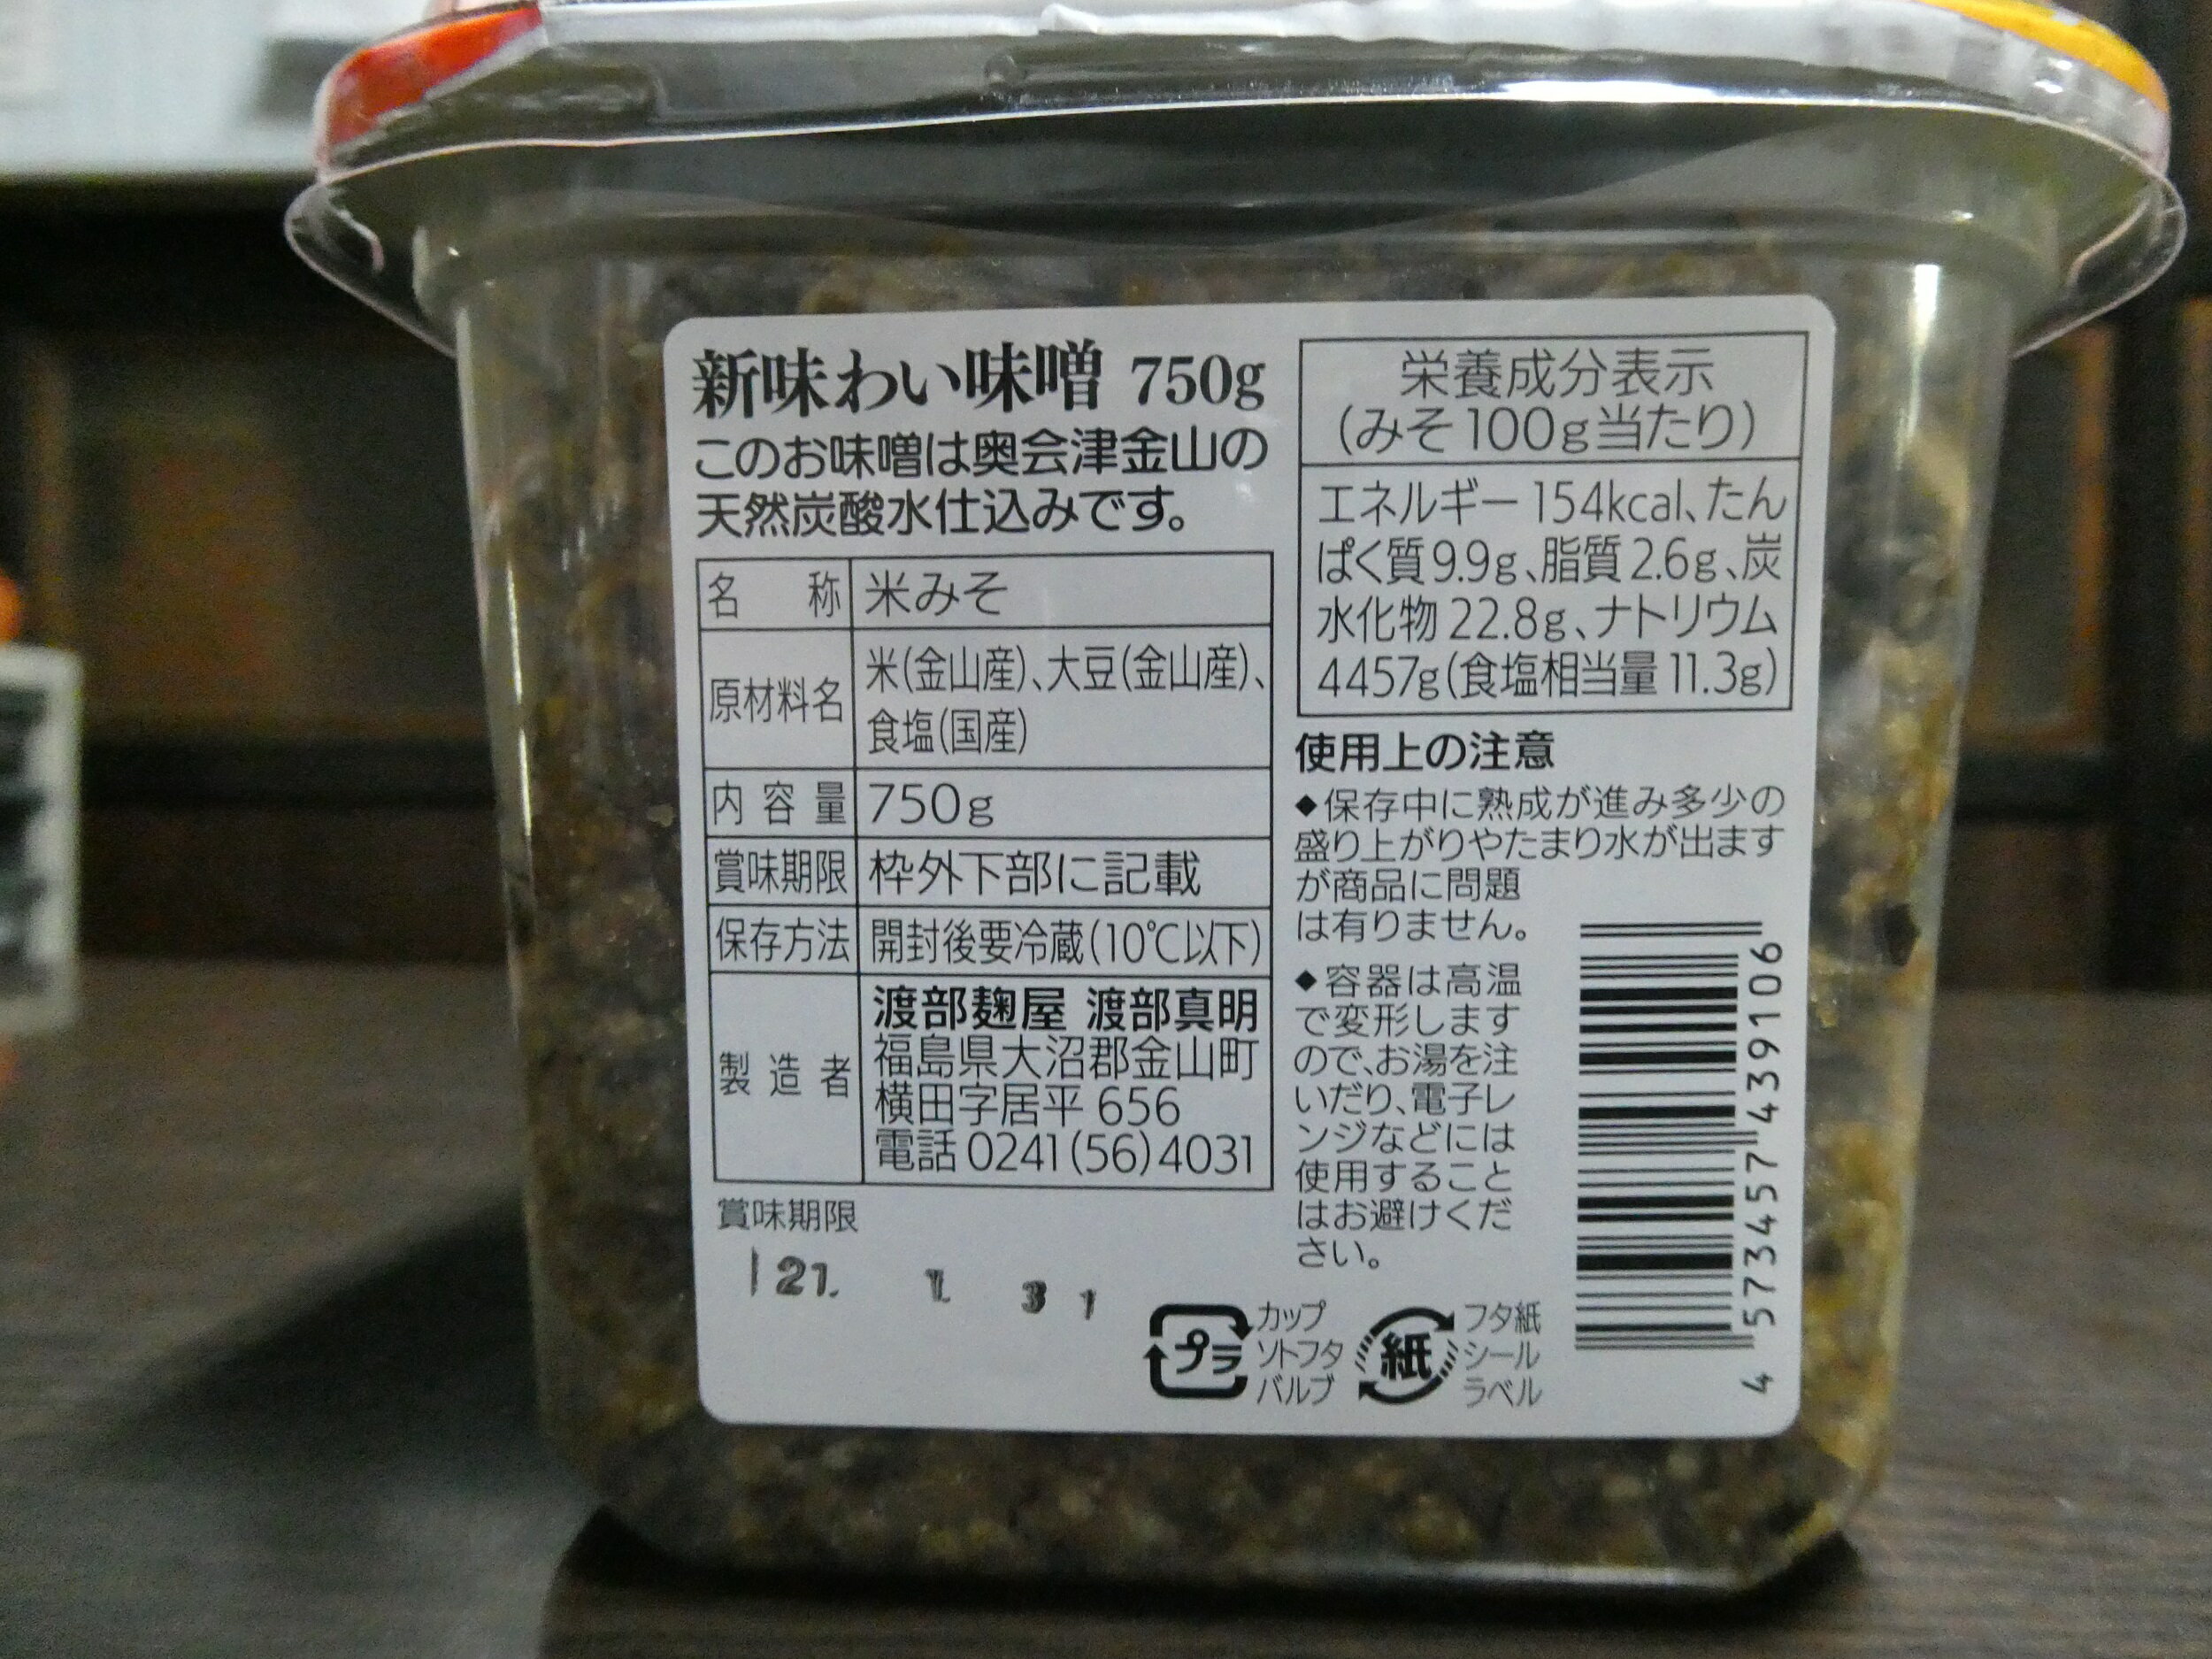 新味わい味噌 750g
このお味噌は奥会津金山の
天然炭酸水仕込みです。
名 称 米みそ
原材料名 米(金山産)、大豆(金山産)、
食塩(国産)
内容量 750g
賞味期限 枠外下部に記載
保存方法 開封後要冷蔵(10℃以下)
製造者 渡部麹屋 渡部真明
福島県大沼郡金山町
横田字居平 656
電話 0241(56)4031
賞味期限
21. 1. 31
栄養成分表示
(みそ100g当たり)
エネルギー 154kcal、たん
ぱく質9.9g、脂質2.6g、炭
水化物 22.8g、ナトリウム
4457g(食塩相当量 11.3g)
使用上の注意
◆保存中に熟成が進み多少の
盛り上がりやたまり水が出ます
が商品に問題
は有りません。
◆容器は高温
で変形します
ので、お湯を注
いだり、電子レ
ンジなどには
使用すること
はお避けくだ
さい。
プラ
カップ
ソトフタ
バルブ
紙
フタ紙
シール
ラベル
4 573457 439106